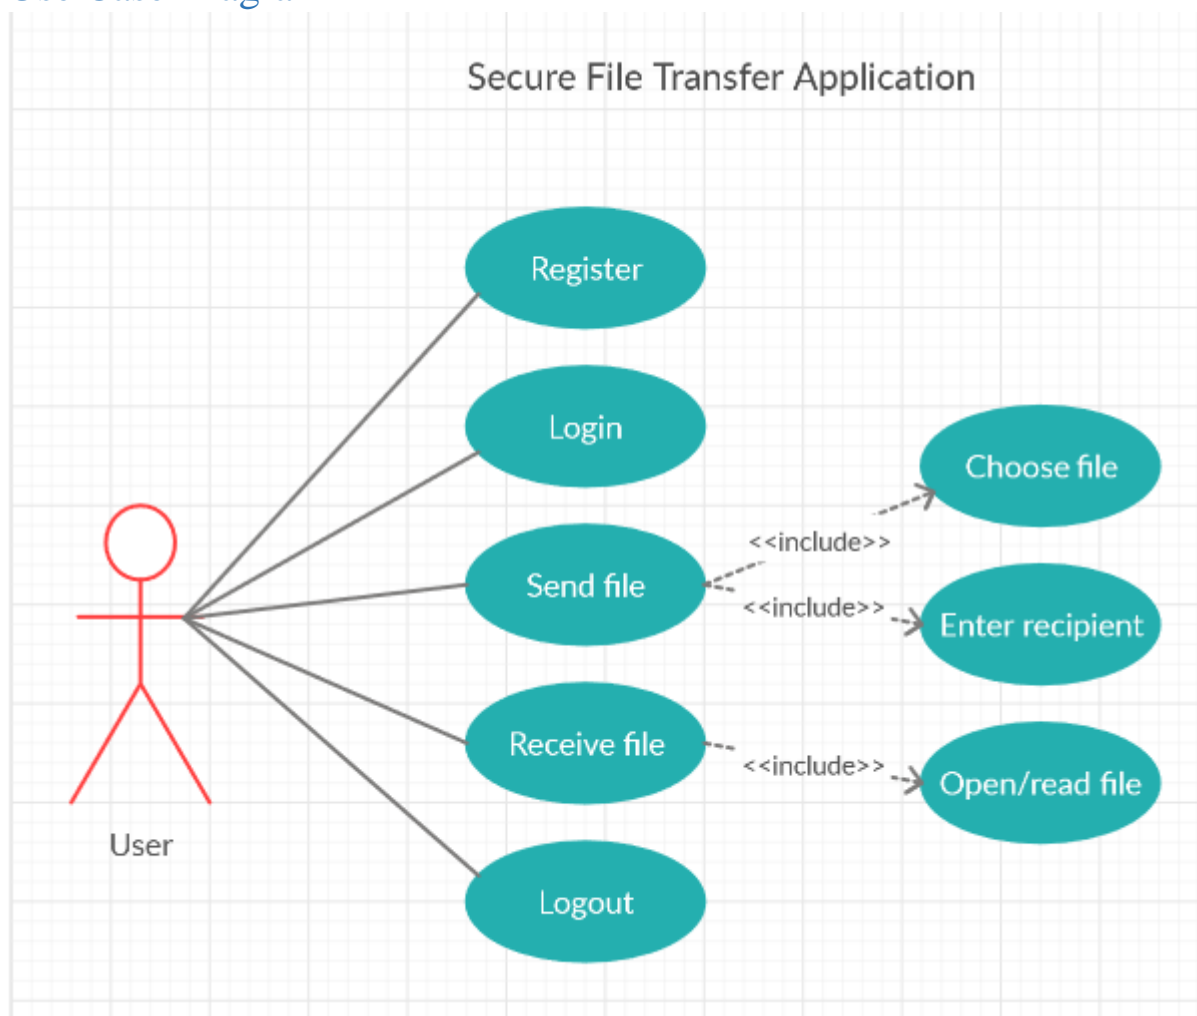 Secure File Transfer Application
Register
Login
Choose file
<<include>>
Send file
<<include>>
Enter recipient
Receive file
<<include>>
Open/read file
User
Logout